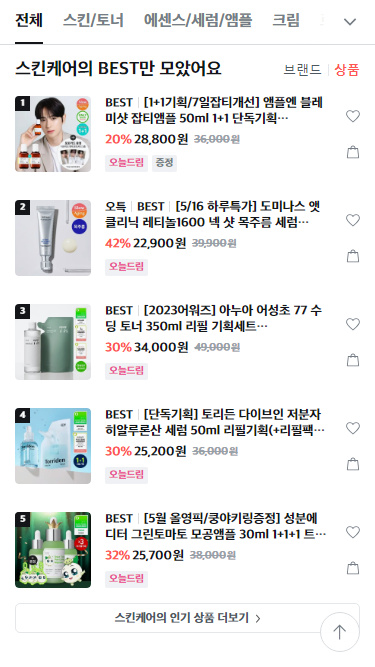 전체 스킨/토너 에센스/세럼/앰플 크림
스킨케어의 BEST만 모았어요 브랜드 | 상품
1
BEST | [1+1기획/7일잡티개선] 앰플엔 블레
미샷 잡티앰플 50ml 1+1 단독기획…
20% 28,800원 36,000원
오늘드림 증정
2
오특 | BEST | [5/16 하루특가] 도미나스 앳
클리닉 레티놀1600 넥 샷 목주름 세럼…
42% 22,900원 39,900원
오늘드림
3
BEST | [2023어워즈] 아누아 어성초 77 수
딩 토너 350ml 리필 기획세트…
30% 34,000원 49,000원
오늘드림
4
Torriden
1+1
BEST | [단독기획] 토리든 다이브인 저분자
히알루론산 세럼 50ml 리필기획(+리필팩…
30% 25,200원 36,000원
오늘드림
5
BEST | [5월 올영픽/쿵야키링증정] 성분에
디터 그린토마토 모공앰플 30ml 1+1+1 트…
32% 25,700원 38,000원
오늘드림
스킨케어의 인기 상품 더보기 >